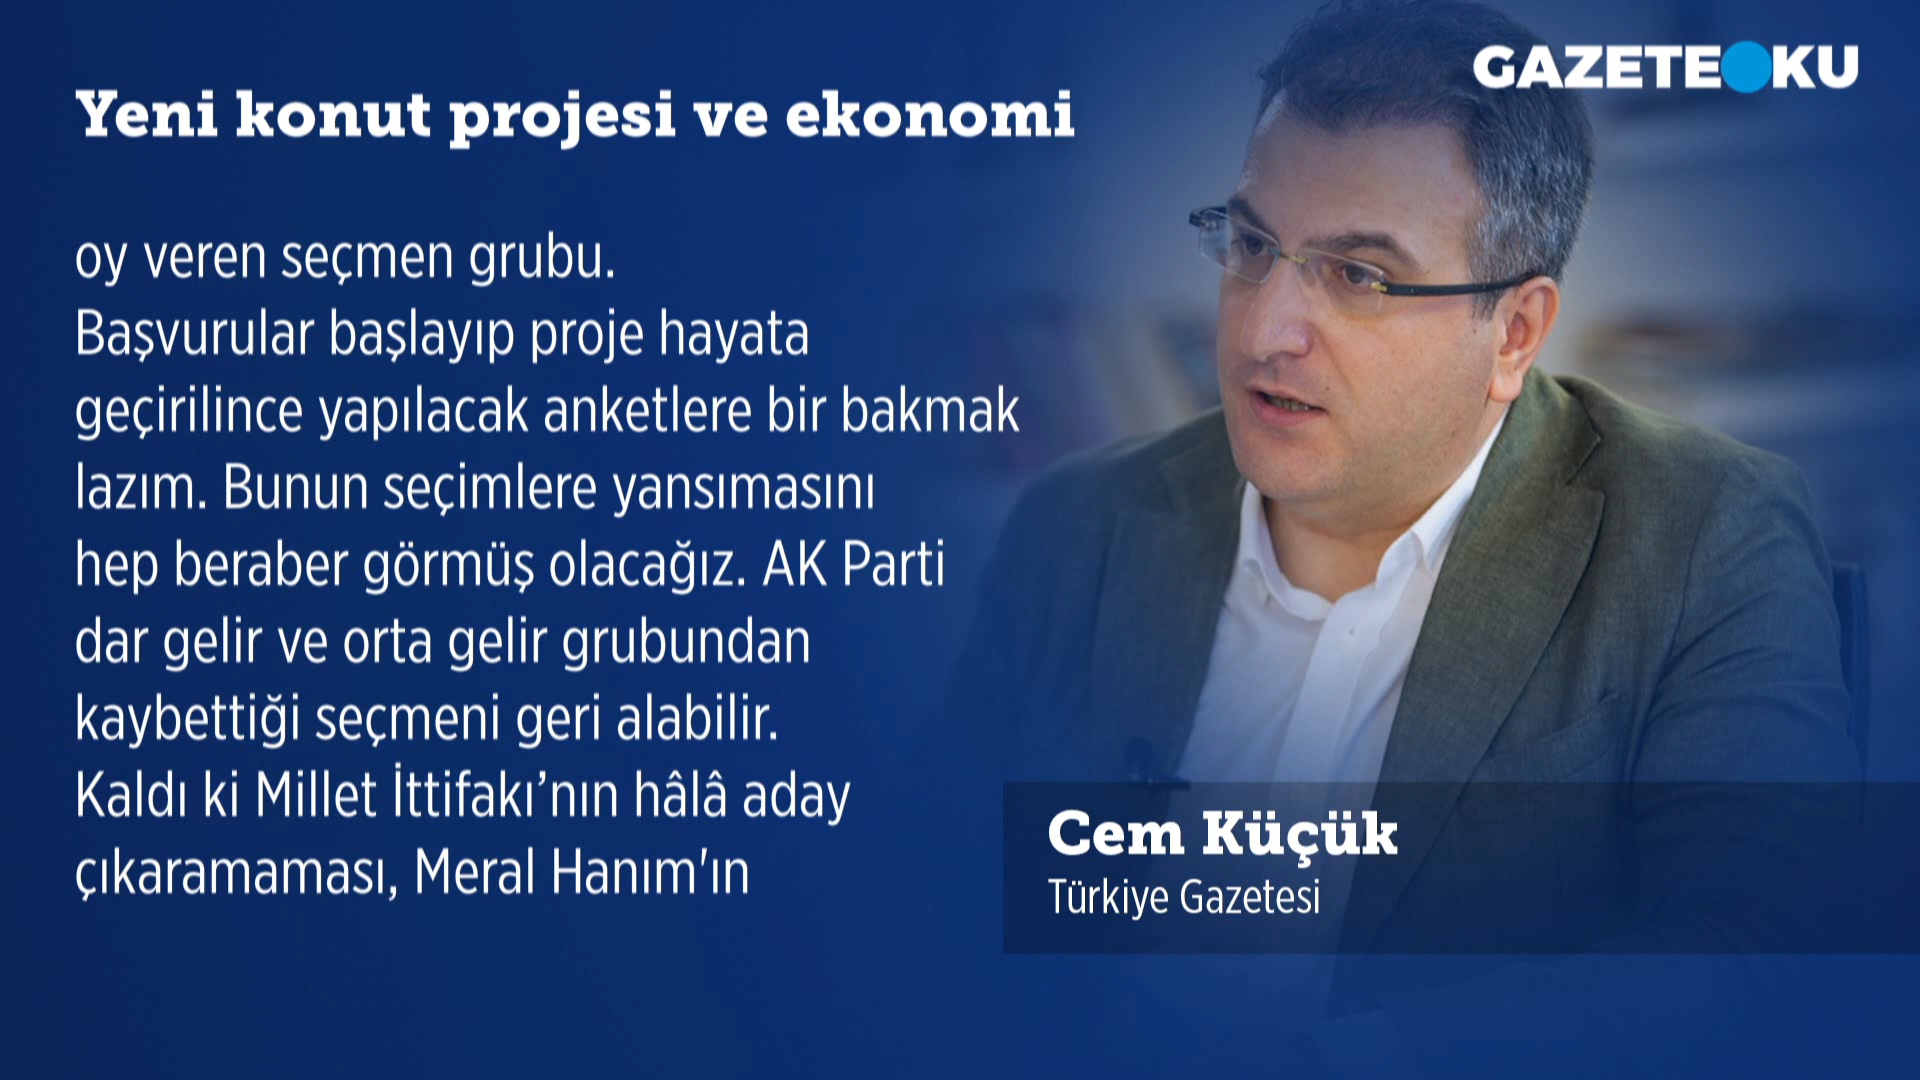 GAZETE KU
Yeni konut projesi ve ekonomi
oy veren seçmen grubu.
Başvurular başlayıp proje hayata
geçirilince yapılacak anketlere bir bakmak
lazım. Bunun seçimlere yansımasını
hep beraber görmüş olacağız. AK Parti
dar gelir ve orta gelir grubundan
kaybettiği seçmeni geri alabilir.
Kaldı ki Millet İttifakı’nın hâlâ aday
çıkaramaması, Meral Hanım'ın
Cem Küçük
Türkiye Gazetesi